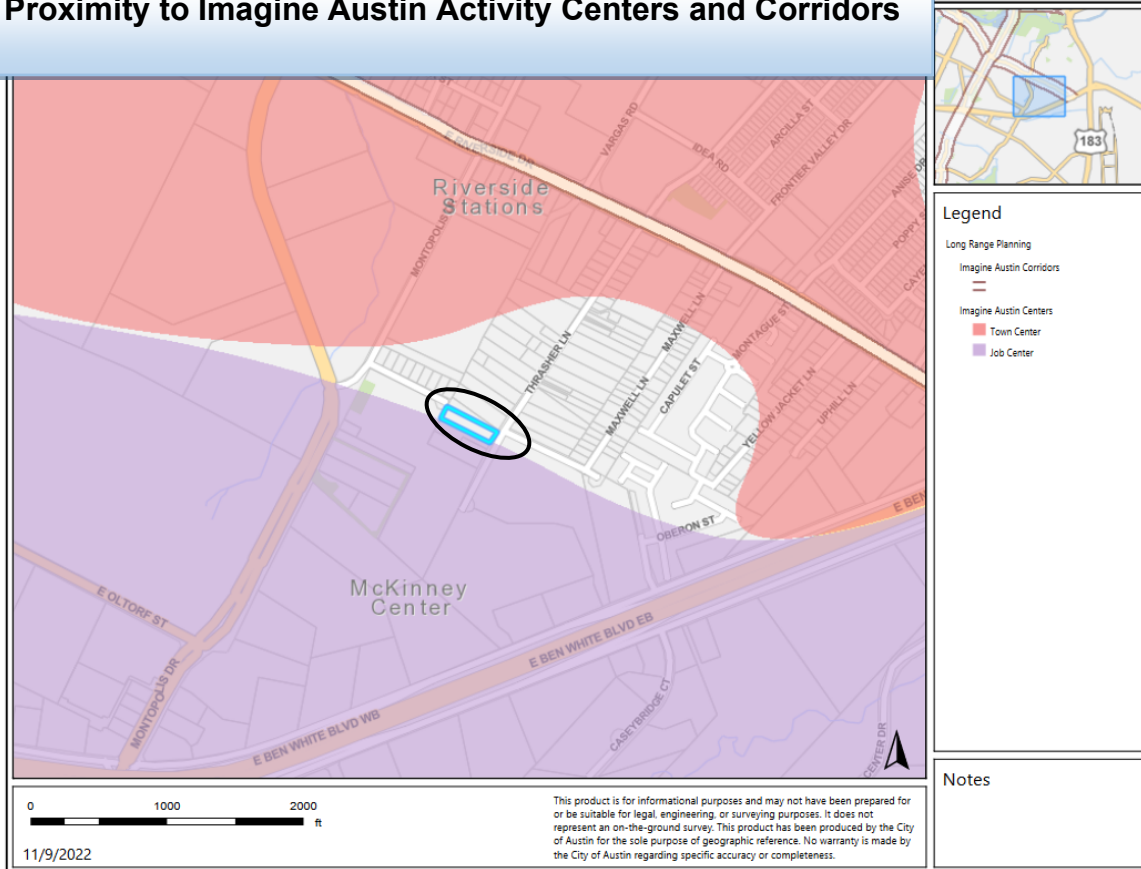 Proximity to Imagine Austin Activity Centers and Corridors
183
ST
E RIVERSIDE DR
VARGAS RD
IDEA RD
ARCILLA ST
FRONTIER VALLEY DR
ANISE DR
POPPY S
CAYE
Riverside
Stations
MONTOPOLIS DR
THRASHER LN
MAXWELL LN
MAXWELL LN
MONTAGUE ST
CAPULET ST
YELLOW JACKET LN
UPHILL LN
OBERON ST
E BEN
McKinney
Center
E OLTORF ST
MONTOPOLIS DR
E BEN WHITE BLVD EB
E BEN WHITE BLVD WB
CASEYBRIDGE CT
CENTER DR
Legend
Long Range Planning
Imagine Austin Corridors
Imagine Austin Centers
Town Center
Job Center
Notes
0 1000 2000
ft
11/9/2022
This product is for informational purposes and may not have been prepared for
or be suitable for legal, engineering, or surveying purposes. It does not
represent an on-the-ground survey. This product has been produced by the City
of Austin for the sole purpose of geographic reference. No warranty is made by
the City of Austin regarding specific accuracy or completeness.